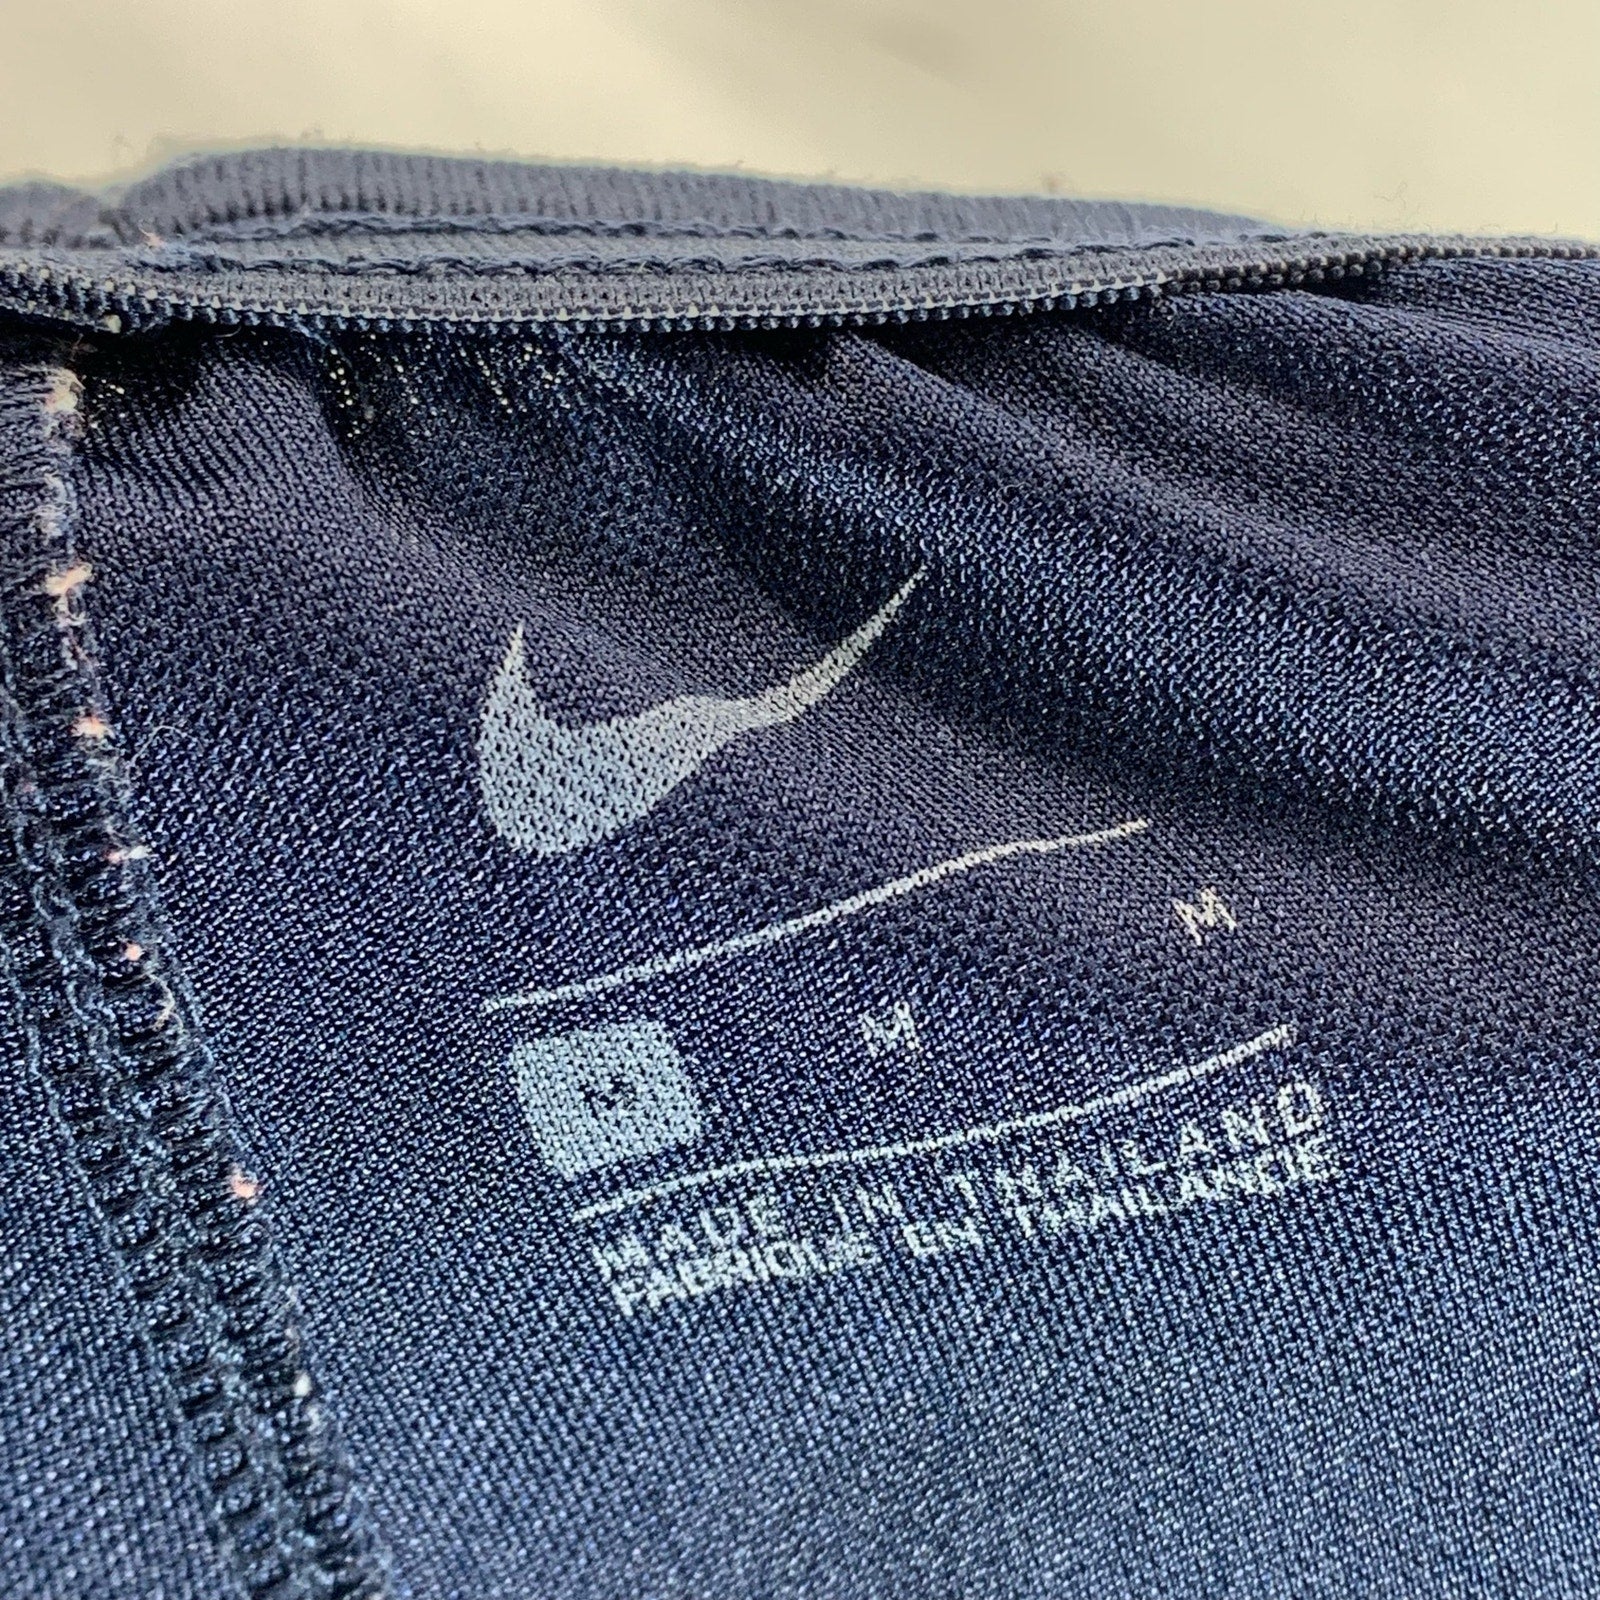 M
M M
MADE IN THAILAND
FABRIQUE EN THAILANDE